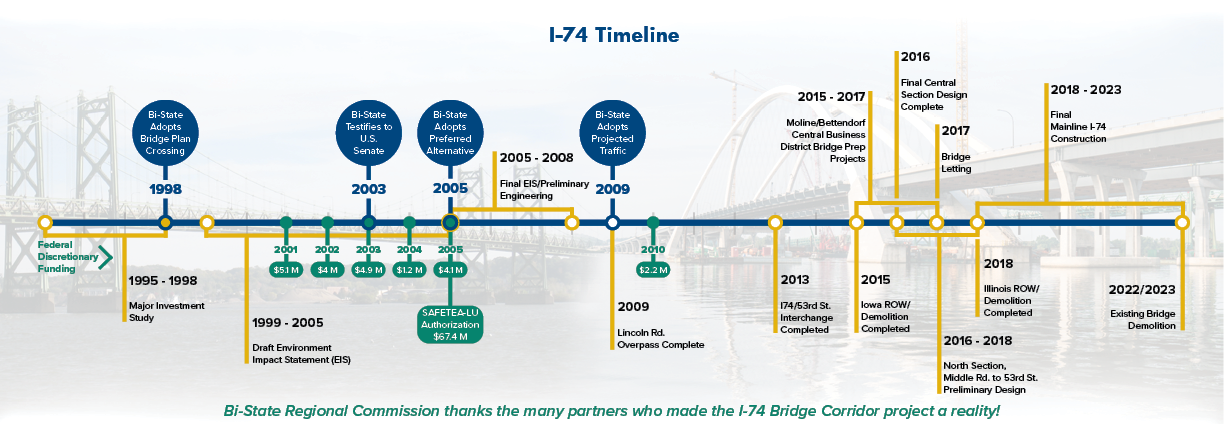 I-74 Timeline
Bi-State
Adopts
Bridge Plan
Crossing
1998
Bi-State
Testifies to
U.S.
Senate
2003
Bi-State
Adopts
Preferred
Alternative
2005
2005 - 2008
Final EIS/Preliminary
Engineering
Bi-State
Adopts
Projected
Traffic
2009
2015 - 2017
Moline/Bettendorf
Central Business
District Bridge Prep
Projects
2016
Final Central
Section Design
Complete
2017
Bridge
Letting
2018 - 2023
Final
Mainline I-74
Construction
Federal
Discretionary
Funding
1995 - 1998
Major Investment
Study
1999 - 2005
Draft Environment
Impact Statement (EIS)
2001
$5.1 M
2002
$4 M
2003
$4.9 M
2004
$1.2 M
2005
$4.1 M
SAFETEA-LU
Authorization
$67.4 M
2009
Lincoln Rd.
Overpass Complete
2010
$2.2 M
2013
I74/53rd St.
Interchange
Completed
2015
Iowa ROW/
Demolition
Completed
2016 - 2018
North Section,
Middle Rd. to 53rd St.
Preliminary Design
2018
Illinois ROW/
Demolition
Completed
2022/2023
Existing Bridge
Demolition
Bi-State Regional Commission thanks the many partners who made the I-74 Bridge Corridor project a reality!